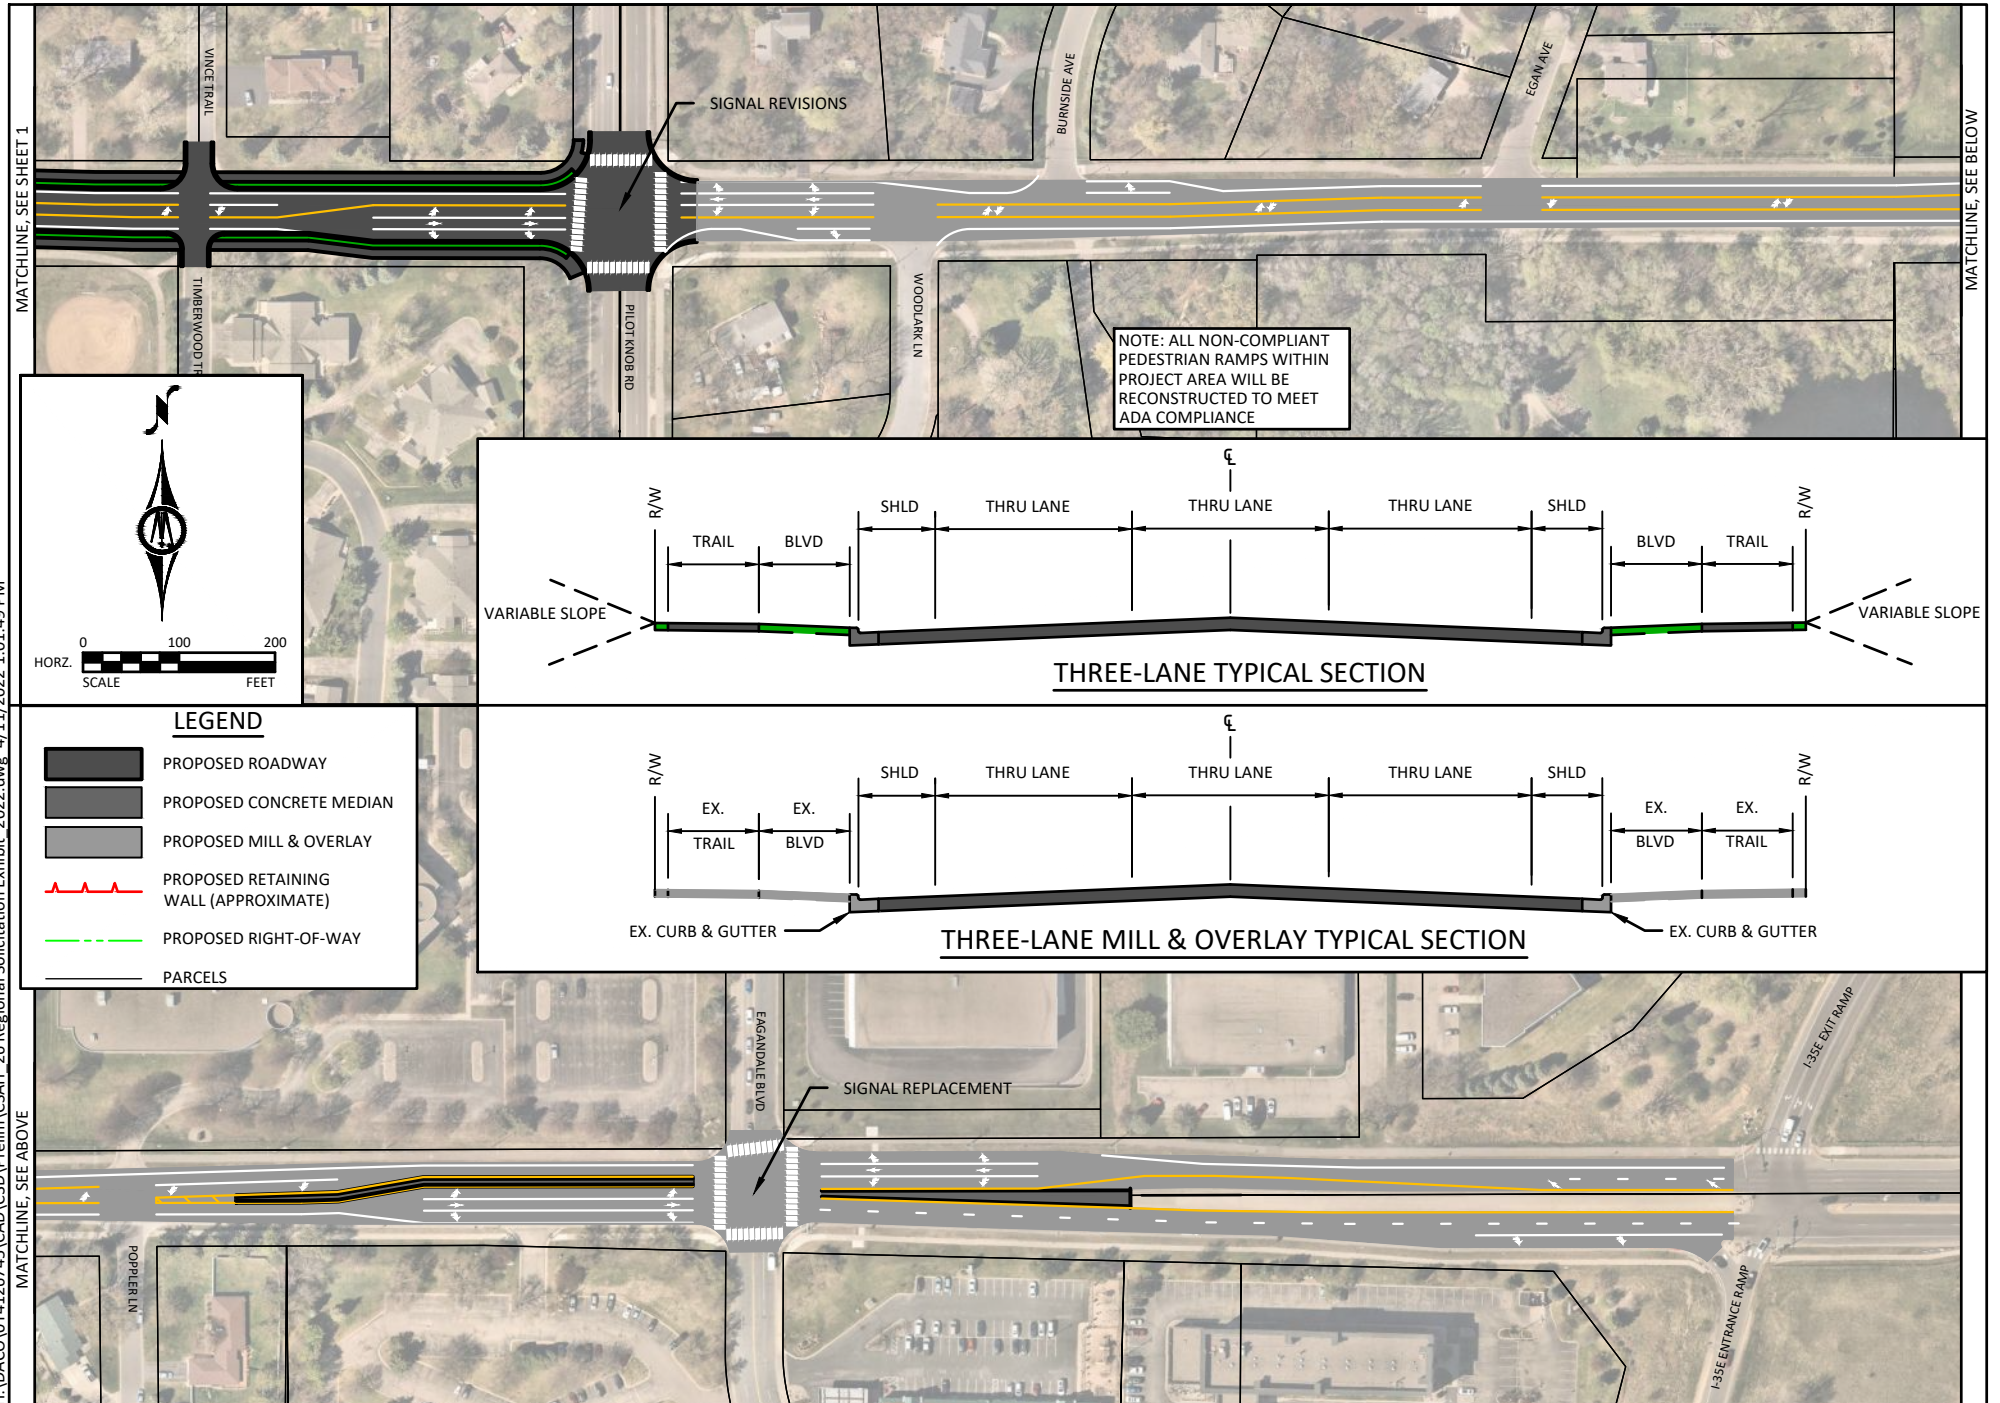 VINCE TRAIL
SIGNAL REVISIONS
BURNSIDE AVE
EGAN AVE
MATCHLINE, SEE SHEET 1
MATCHLINE, SEE BELOW
TIMBERWOOD TR
PILOT KNOB RD
WOODLARK LN
NOTE: ALL NON-COMPLIANT
PEDESTRIAN RAMPS WITHIN
PROJECT AREA WILL BE
RECONSTRUCTED TO MEET
ADA COMPLIANCE
N
0 100 200
HORZ.
SCALE FEET
℄
R/W
SHLD THRU LANE THRU LANE THRU LANE SHLD
R/W
TRAIL BLVD BLVD TRAIL
VARIABLE SLOPE VARIABLE SLOPE
THREE-LANE TYPICAL SECTION
LEGEND
PROPOSED ROADWAY
PROPOSED CONCRETE MEDIAN
PROPOSED MILL & OVERLAY
PROPOSED RETAINING
WALL (APPROXIMATE)
PROPOSED RIGHT-OF-WAY
PARCELS
℄
R/W
SHLD THRU LANE THRU LANE THRU LANE SHLD
R/W
EX. EX. EX. EX.
TRAIL BLVD BLVD TRAIL
EX. CURB & GUTTER EX. CURB & GUTTER
THREE-LANE MILL & OVERLAY TYPICAL SECTION
EAGANDALE BLVD
SIGNAL REPLACEMENT
I-35E EXIT RAMP
MATCHLINE, SEE ABOVE
POPPLER LN
I-35E ENTRANCE RAMP